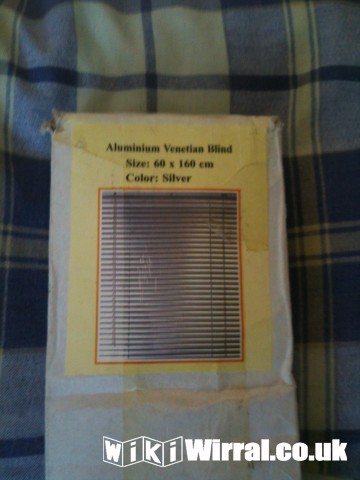 Aluminium Venetian Blind
Size: 60 x 160 cm
Color: Silver
wikiWirral.co.uk